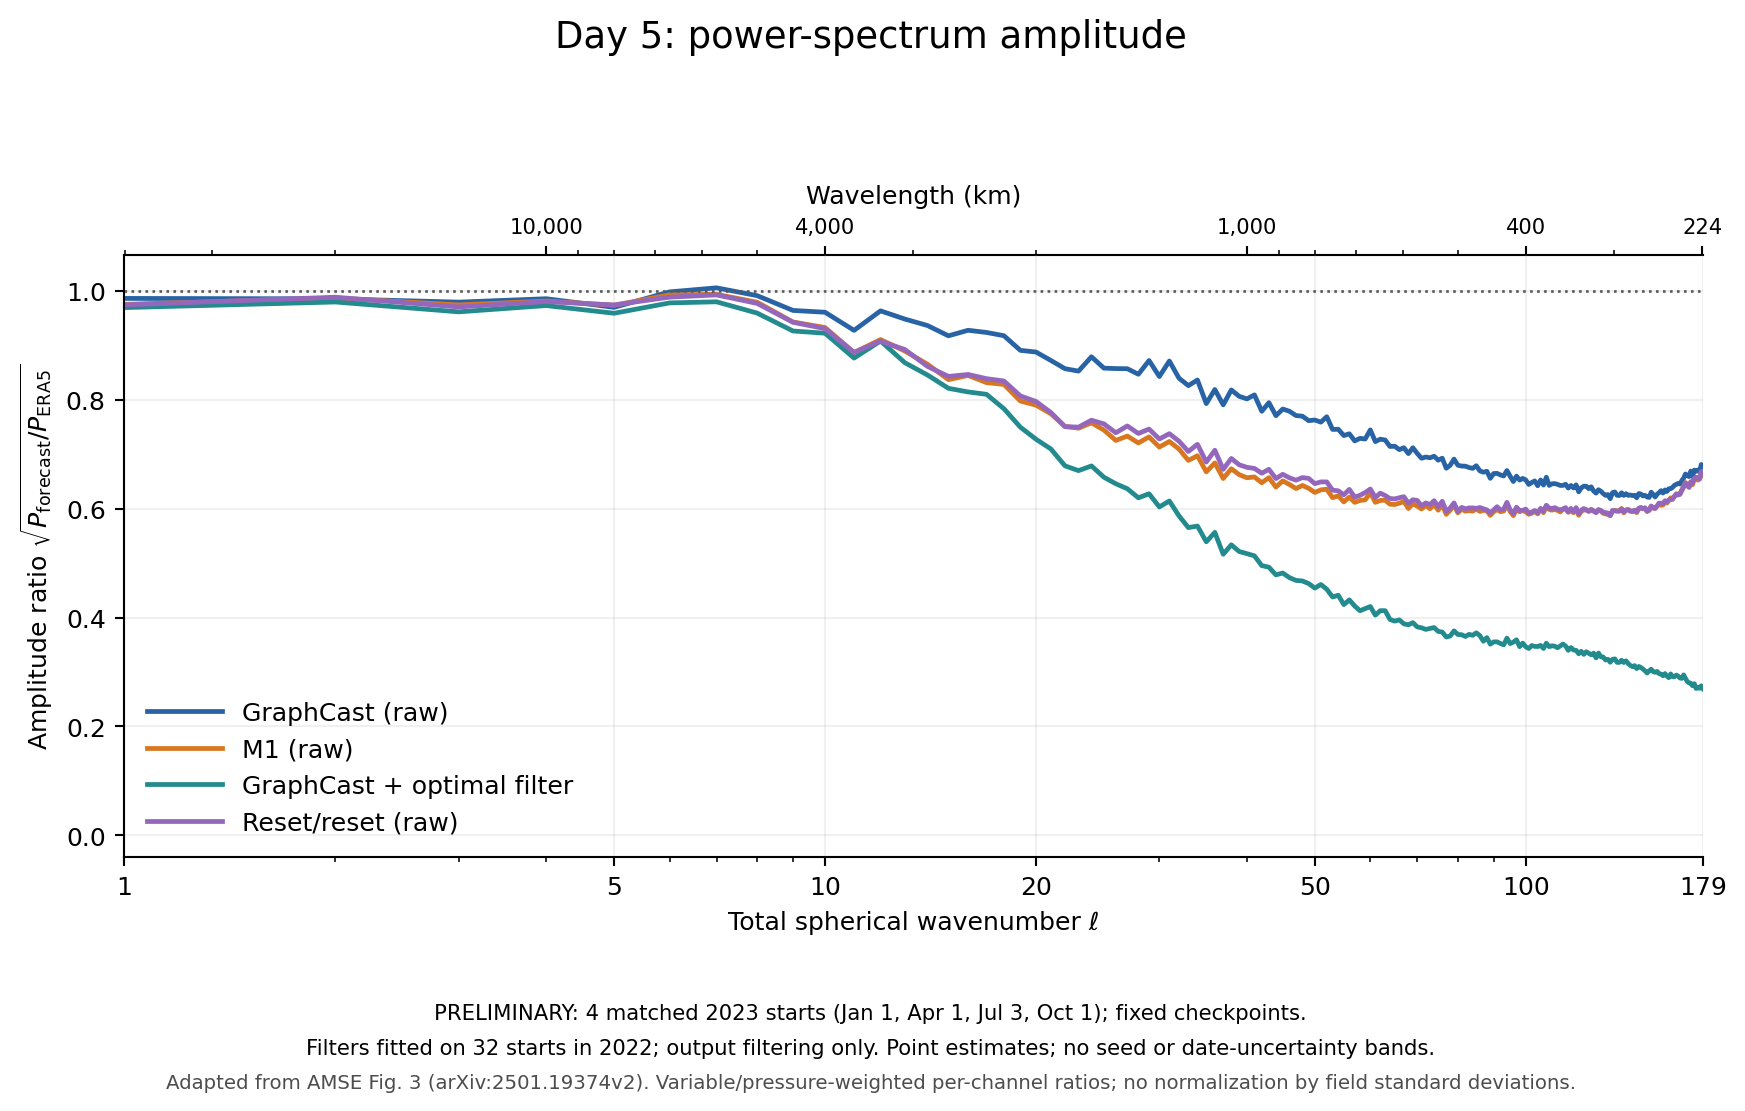 Day 5: power-spectrum amplitude
Wavelength (km)
10,000 4,000 1,000 400 224
1.0
0.8
0.6
0.4
0.2
0.0
Amplitude ratio √P_forecast/P_ERA5
GraphCast (raw)
M1 (raw)
GraphCast + optimal filter
Reset/reset (raw)
1 5 10 20 50 100 179
Total spherical wavenumber ℓ
PRELIMINARY: 4 matched 2023 starts (Jan 1, Apr 1, Jul 3, Oct 1); fixed checkpoints.
Filters fitted on 32 starts in 2022; output filtering only. Point estimates; no seed or date-uncertainty bands.
Adapted from AMSE Fig. 3 (arXiv:2501.19374v2). Variable/pressure-weighted per-channel ratios; no normalization by field standard deviations.